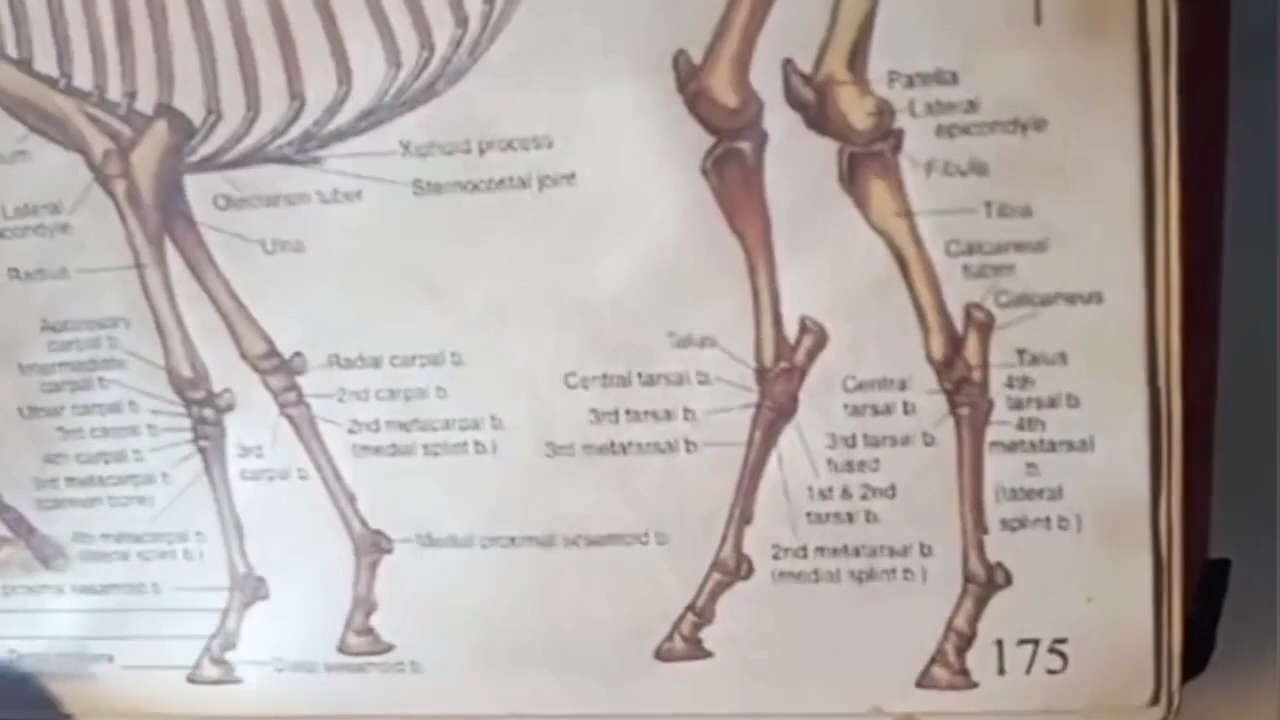 Patella
Lateral
epicondyle
Fibula
Tibia
Calcaneal
tuber
Calcaneus
Talus
4th
tarsal b.
4th
metatarsal
b.
(lateral
splint b.)
Central
tarsal b.
3rd tarsal b.
fused
1st & 2nd
tarsal b.
2nd metatarsal b.
(medial splint b.)
Talus
Central tarsal b.
3rd tarsal b.
3rd metatarsal b.
Xiphoid process
Sternocostal joint
Olecranon tuber
Ulna
Lateral
Radius
Accessory
carpal b.
Intermediate
carpal b.
Ulnar carpal b.
3rd carpal b.
4th carpal b.
3rd metacarpal b.
(cannon bone)
4th metacarpal b.
(lateral splint b.)
Radial carpal b.
2nd carpal b.
2nd metacarpal b.
(medial splint b.)
3rd
carpal b.
Medial proximal sesamoid b.
proximal sesamoid b.
Distal sesamoid b.
175